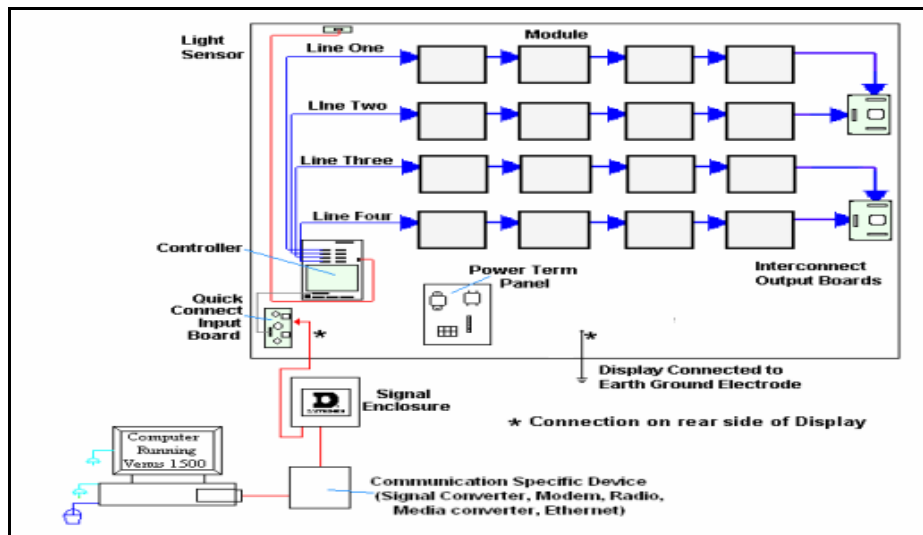 Light
Sensor
Module
Line One
LIne Two
Line Three
Line Four
Controller
Quick
Connect
Input
Board
*
Power Term
Panel
Interconnect
Output Boards
*
Display Connected to
Earth Ground Electrode
Signal
Enclosure
* Connection on rear side of Display
Computer
Running
Venus 1500
Communication Specific Device
(Signal Converter, Modem, Radio,
Media converter, Ethernet)